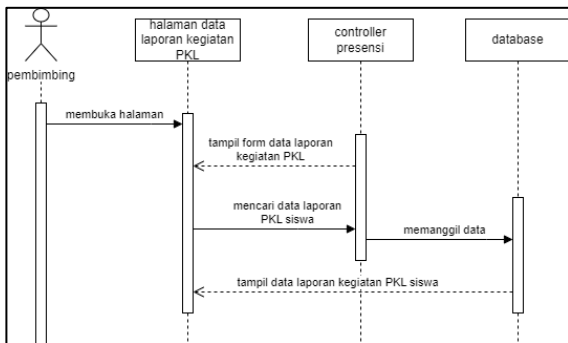 halaman data
laporan kegiatan
PKL
controller
presensi
database
pembimbing
membuka halaman
tampil form data laporan
kegiatan PKL
mencari data laporan
PKL siswa
memanggil data
tampil data laporan kegiatan PKL siswa